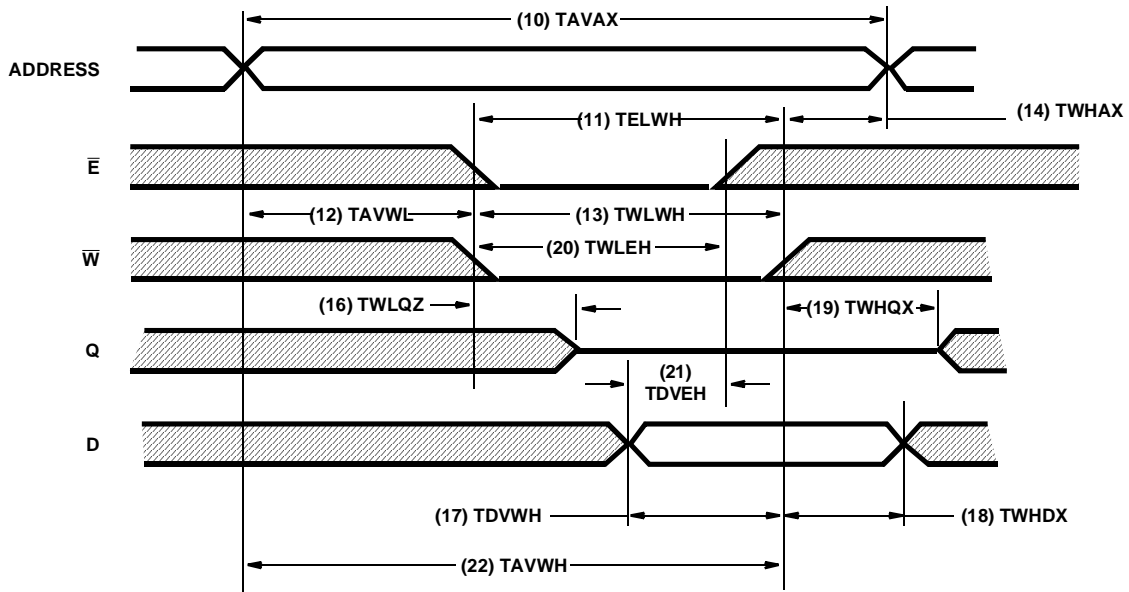 (10) TAVAX
ADDRESS
(11) TELWH
(14) TWHAX
E̅
(12) TAVWL
(13) TWLWH
(20) TWLEH
W̅
(16) TWLQZ
(19) TWHQX
Q
(21)
TDVEH
D
(17) TDVWH
(18) TWHDX
(22) TAVWH